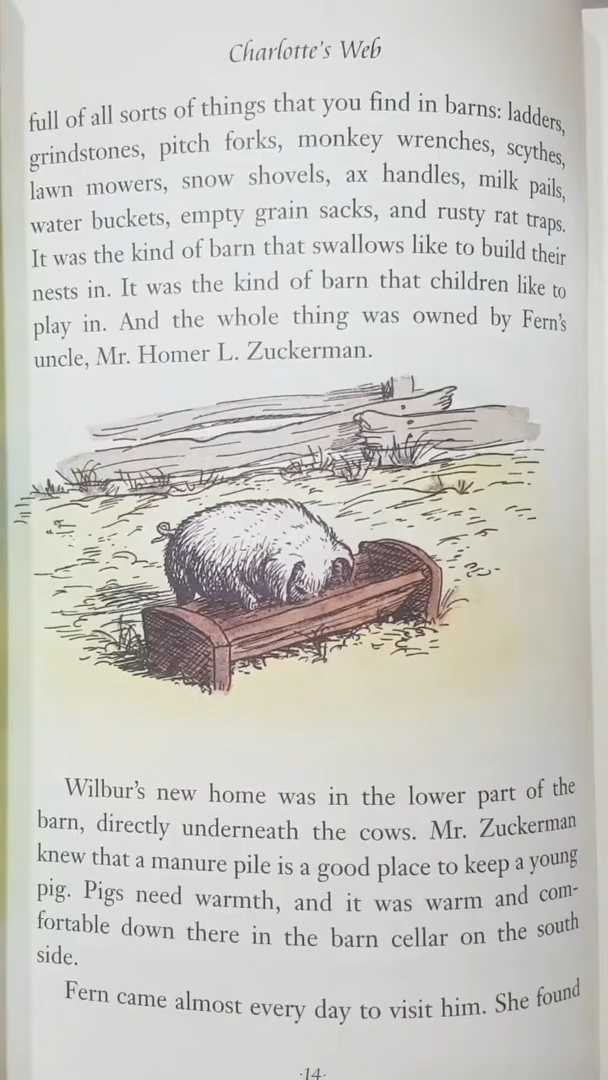 Charlotte's Web
full of all sorts of things that you find in barns: ladders,
grindstones, pitch forks, monkey wrenches, scythes,
lawn mowers, snow shovels, ax handles, milk pails,
water buckets, empty grain sacks, and rusty rat traps.
It was the kind of barn that swallows like to build their
nests in. It was the kind of barn that children like to
play in. And the whole thing was owned by Fern's
uncle, Mr. Homer L. Zuckerman.
Wilbur's new home was in the lower part of the
barn, directly underneath the cows. Mr. Zuckerman
knew that a manure pile is a good place to keep a young
pig. Pigs need warmth, and it was warm and com-
fortable down there in the barn cellar on the south
side.
Fern came almost every day to visit him. She found
·14·